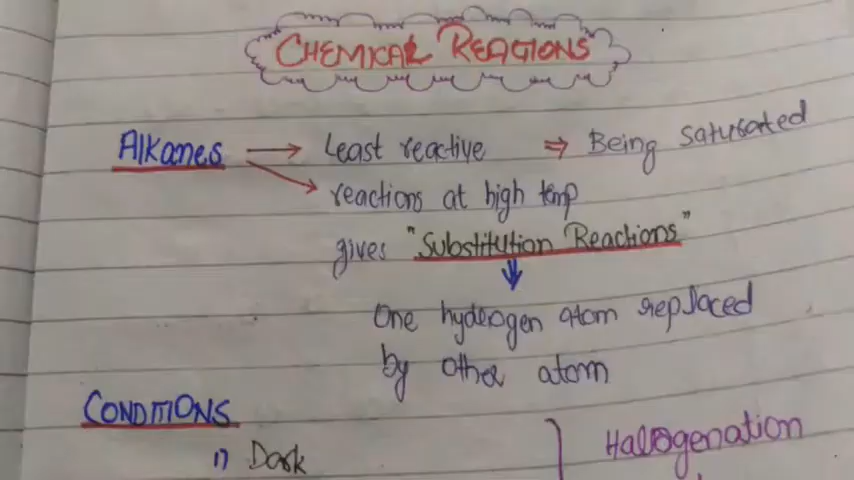 CHEMICAL REACTIONS
Alkanes → Least reactive ⇒ Being saturated
reactions at high temp
gives "Substitution Reactions"
One hydrogen atom replaced
by other atom
CONDITIONS
1) Dark
Halogenation